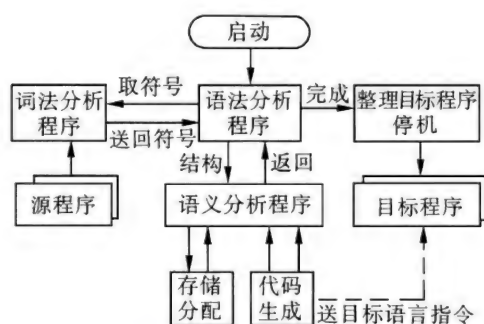 启动
词法分析
程序
取符号
送回符号
语法分析
程序
完成
整理目标程序
停机
结构
返回
源程序
语义分析程序
目标程序
存储
分配
代码
生成
送目标语言指令